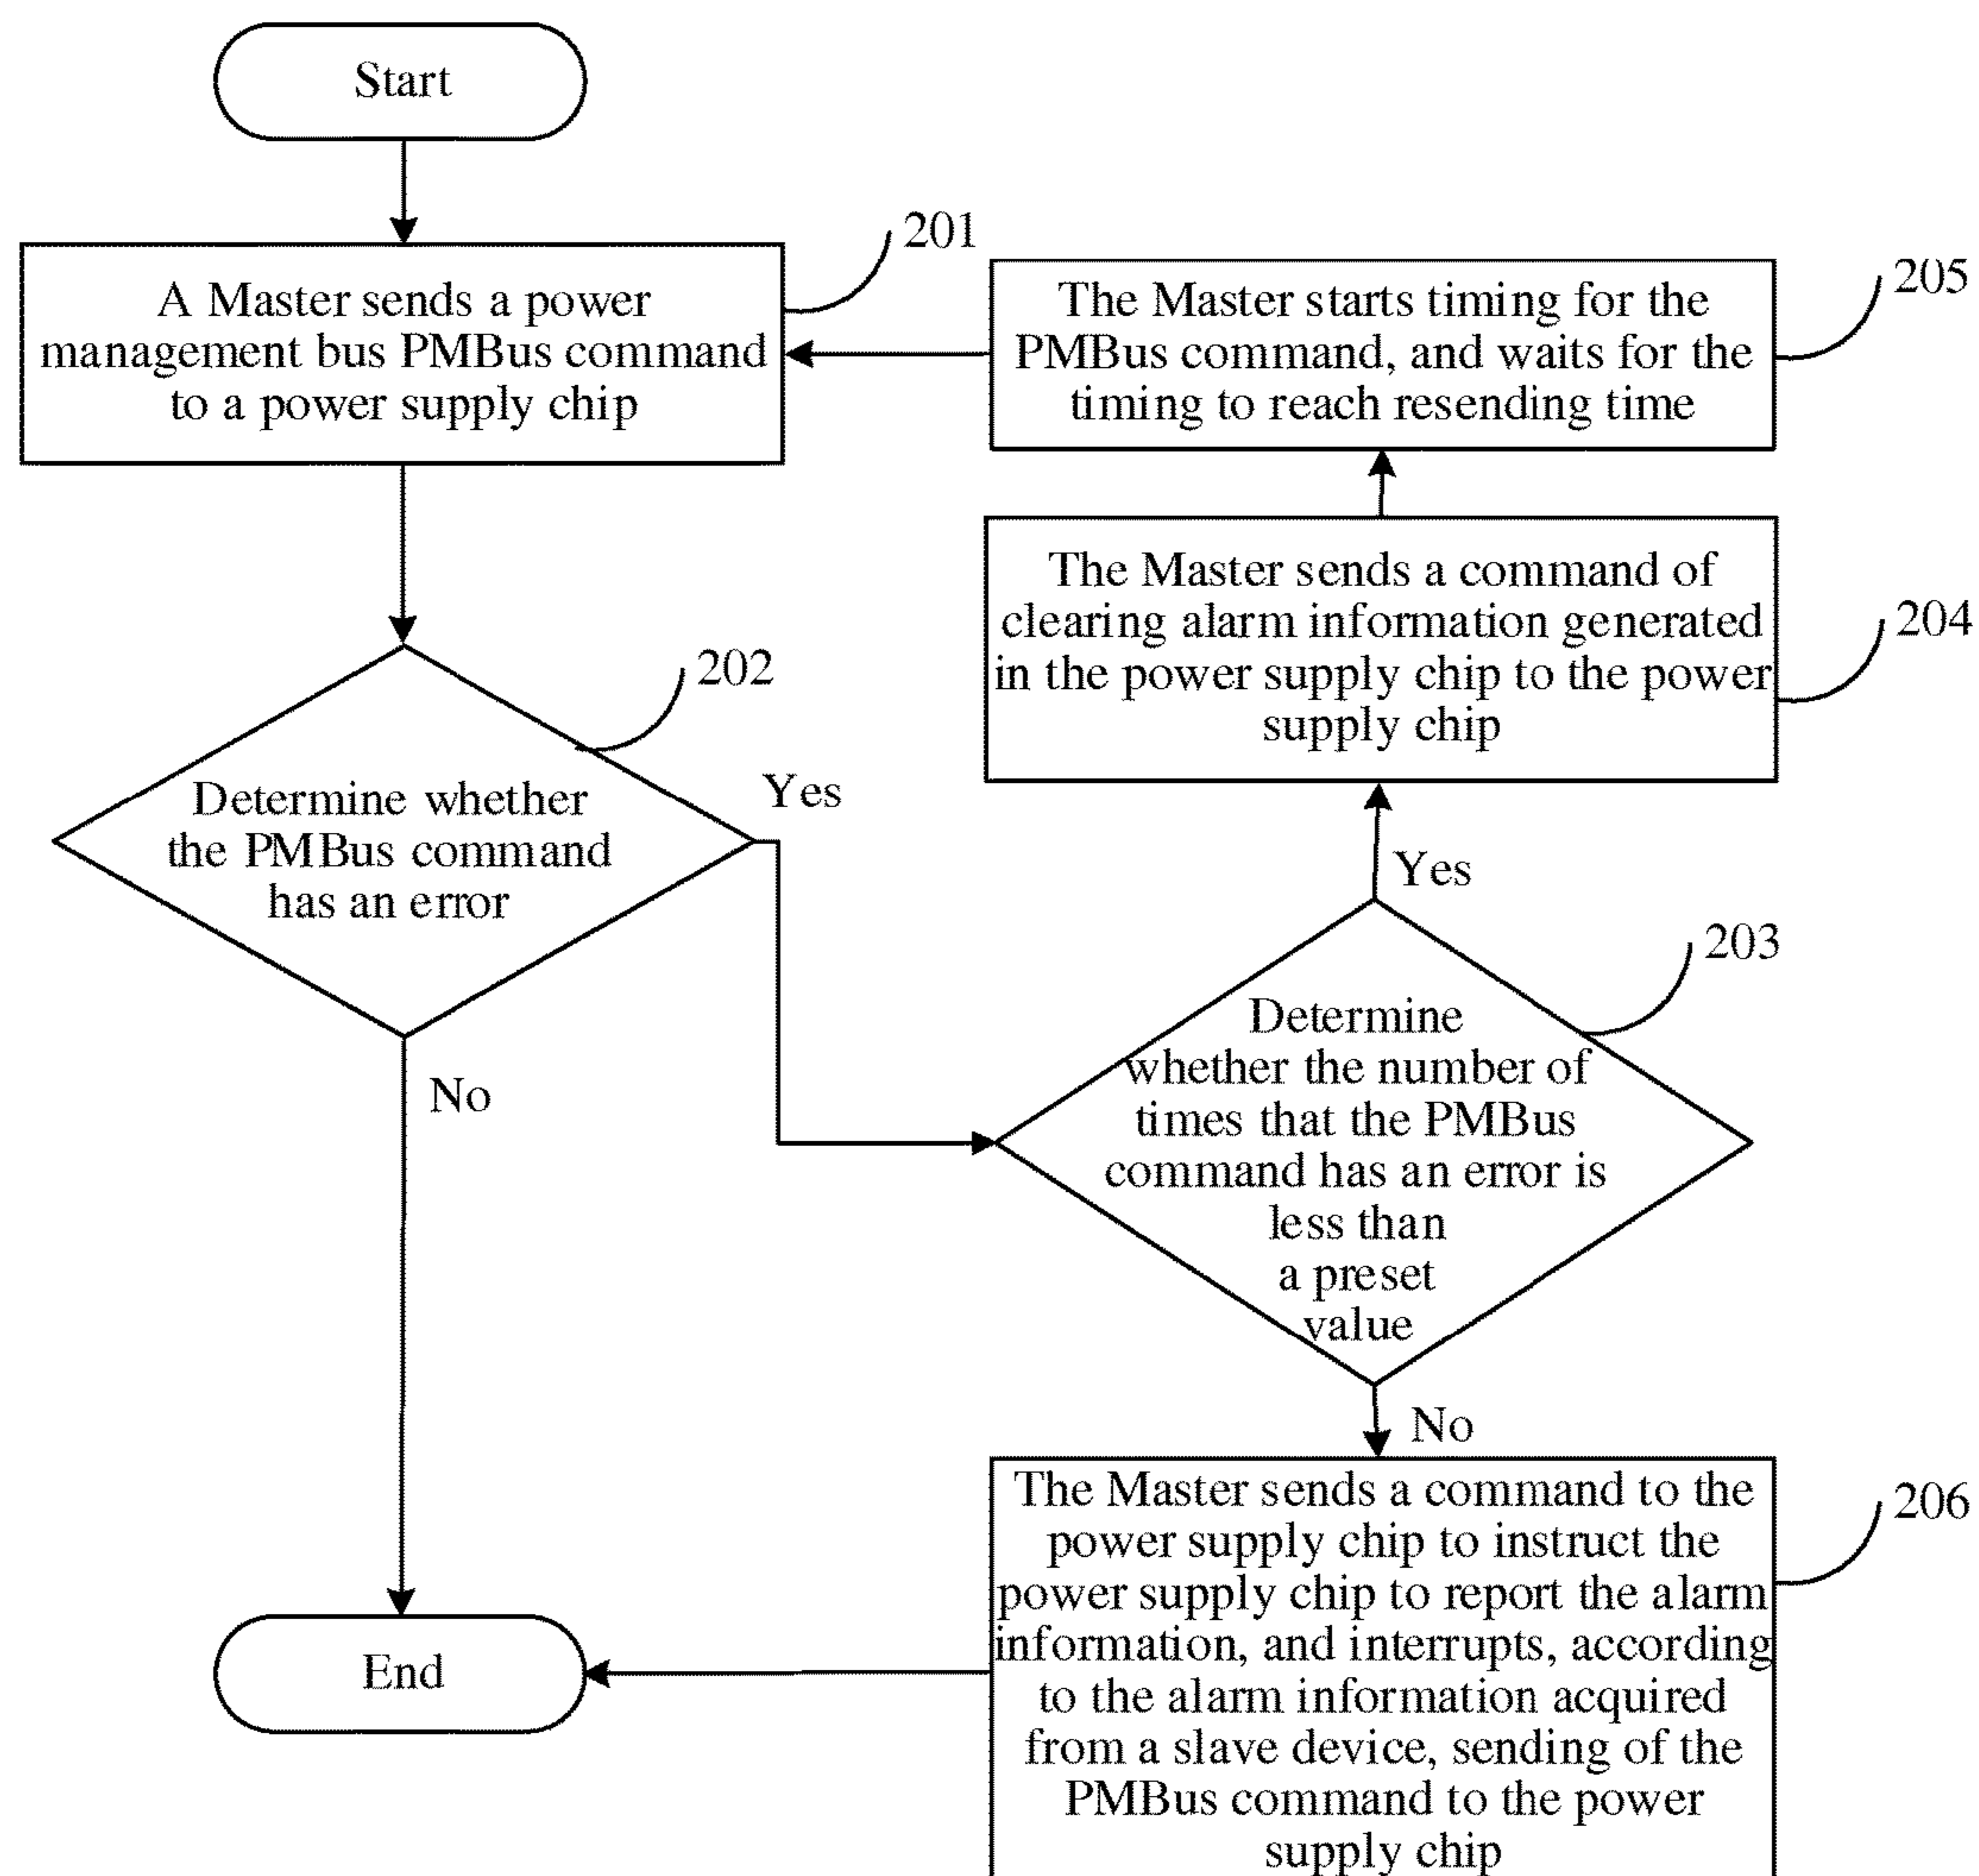 Start
201
A Master sends a power
management bus PMBus command
to a power supply chip
205
The Master starts timing for the
PMBus command, and waits for the
timing to reach resending time
204
The Master sends a command of
clearing alarm information generated
in the power supply chip to the power
supply chip
202
Determine whether
the PMBus command
has an error
Yes
No
Yes
203
Determine
whether the number of
times that the PMBus
command has an error is
less than
a preset
value
No
206
The Master sends a command to the
power supply chip to instruct the
power supply chip to report the alarm
information, and interrupts, according
to the alarm information acquired
from a slave device, sending of the
PMBus command to the power
supply chip
End